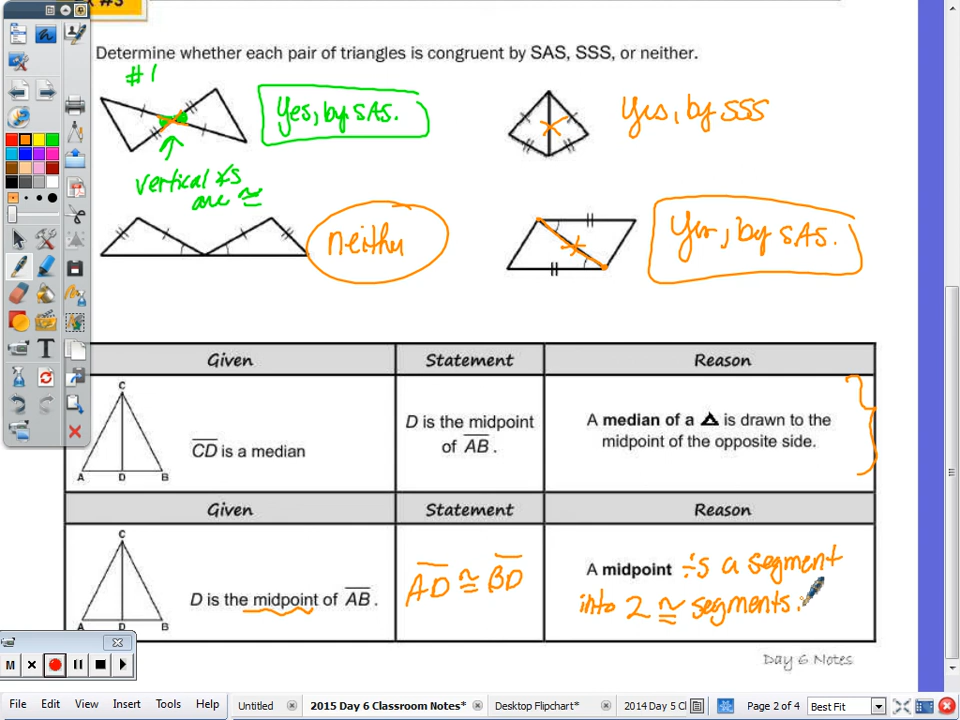 Determine whether each pair of triangles is congruent by SAS, SSS, or neither.
#1
Yes, by SAS.
Yes, by SSS
vertical ∡s
are ≅
neither
Yes, by SAS.
Given
Statement
Reason
C
A
D
B
CD is a median
D is the midpoint
of AB.
A median of a △ is drawn to the
midpoint of the opposite side.
Given
Statement
Reason
C
A
D
B
D is the midpoint of AB.
AD ≅ BD
A midpoint ÷s a segment
into 2 ≅ segments.
Day 6 Notes
M
File Edit View Insert Tools Help
Untitled
2015 Day 6 Classroom Notes*
Desktop Flipchart*
2014 Day 5 Cl
Page 2 of 4
Best Fit